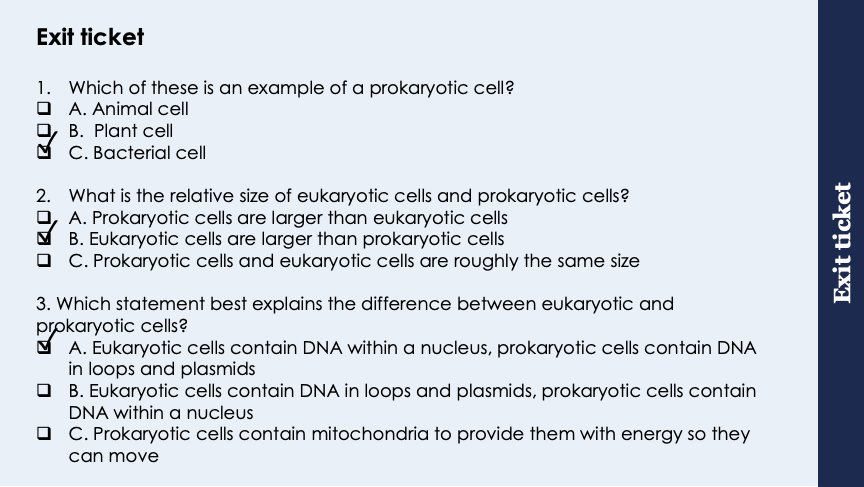 Exit ticket
1. Which of these is an example of a prokaryotic cell?
❑ A. Animal cell
❑ B. Plant cell
❑ C. Bacterial cell
2. What is the relative size of eukaryotic cells and prokaryotic cells?
❑ A. Prokaryotic cells are larger than eukaryotic cells
❑ B. Eukaryotic cells are larger than prokaryotic cells
❑ C. Prokaryotic cells and eukaryotic cells are roughly the same size
3. Which statement best explains the difference between eukaryotic and
prokaryotic cells?
❑ A. Eukaryotic cells contain DNA within a nucleus, prokaryotic cells contain DNA
in loops and plasmids
❑ B. Eukaryotic cells contain DNA in loops and plasmids, prokaryotic cells contain
DNA within a nucleus
❑ C. Prokaryotic cells contain mitochondria to provide them with energy so they
can move
Exit ticket